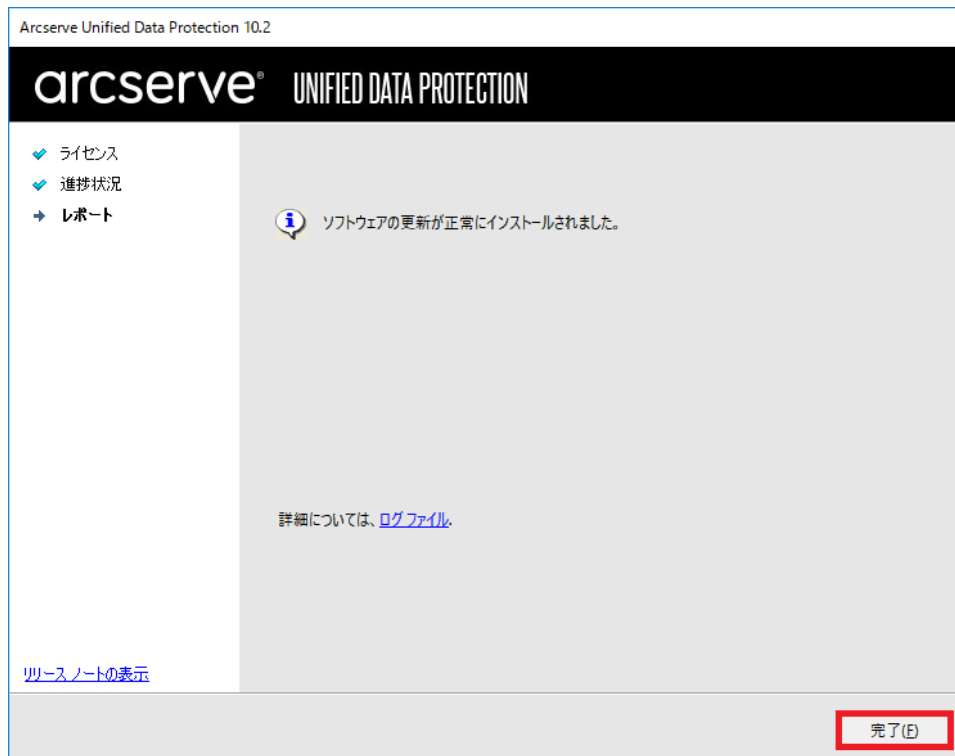 Arcserve Unified Data Protection 10.2
arcserve® UNIFIED DATA PROTECTION
ライセンス
進捗状況
レポート
ソフトウェアの更新が正常にインストールされました。
詳細については、ログ ファイル.
リリース ノートの表示
完了(F)